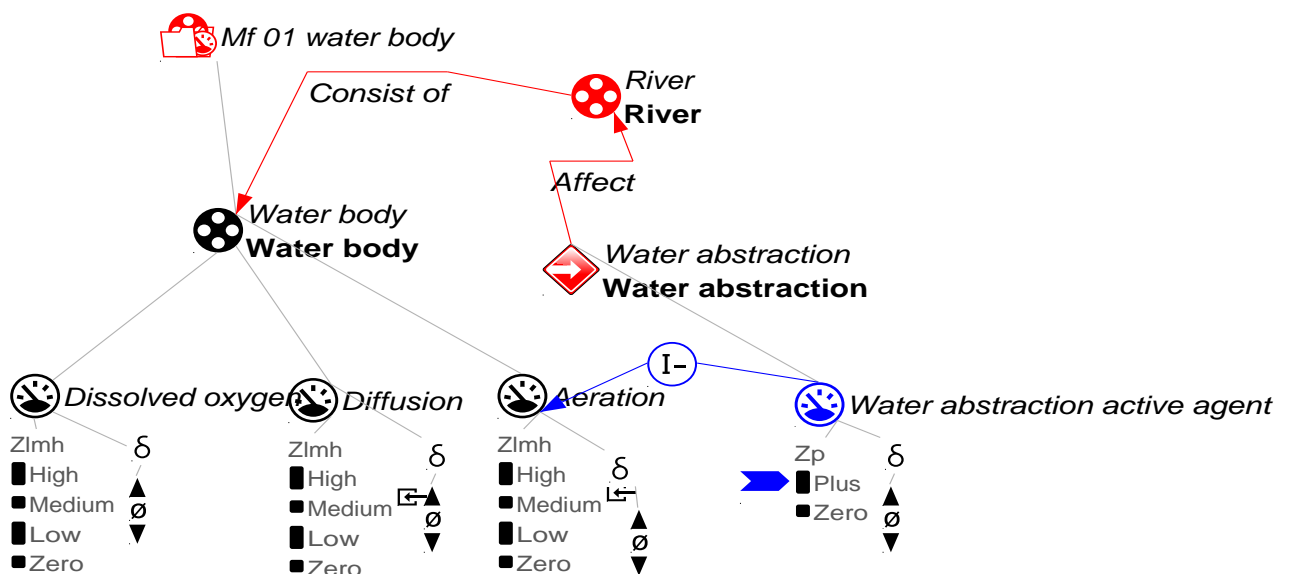 Mf 01 water body
Consist of
River
River
Affect
Water body
Water body
Water abstraction
Water abstraction
I-
Dissolved oxygen
Diffusion
Aeration
Water abstraction active agent
Zlmh
δ
High
Medium
Low
Zero
ø
Zlmh
δ
High
Medium
Low
Zero
ø
Zlmh
δ
High
Medium
Low
Zero
ø
Zp
δ
Plus
Zero
ø